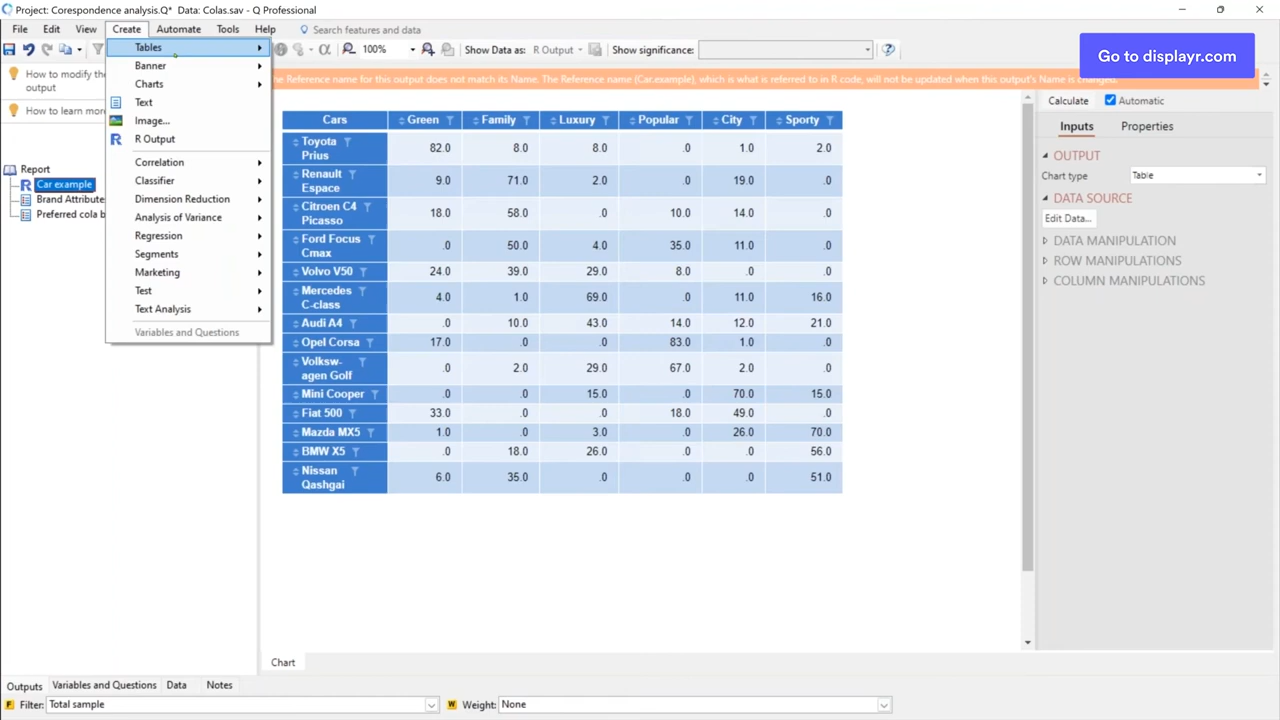 Project: Corespondence analysis.Q* Data: Colas.sav - Q Professional
File Edit View Create Automate Tools Help Search features and data
100% Show Data as: R Output Show significance:
Go to displayr.com
How to modify the
output
How to learn more
the Reference name for this output does not match its Name. The Reference name (Car.example), which is what is referred to in R code, will not be updated when this output's Name is changed.
Tables
Banner
Charts
Text
Image...
R Output
Correlation
Classifier
Dimension Reduction
Analysis of Variance
Regression
Segments
Marketing
Test
Text Analysis
Variables and Questions
Report
Car example
Brand Attribute
Preferred cola b
Cars Green Family Luxury Popular City Sporty
Toyota Prius 82.0 8.0 8.0 .0 1.0 2.0
Renault Espace 9.0 71.0 2.0 .0 19.0 .0
Citroen C4 Picasso 18.0 58.0 .0 10.0 14.0 .0
Ford Focus Cmax .0 50.0 4.0 35.0 11.0 .0
Volvo V50 24.0 39.0 29.0 8.0 .0 .0
Mercedes C-class 4.0 1.0 69.0 .0 11.0 16.0
Audi A4 .0 10.0 43.0 14.0 12.0 21.0
Opel Corsa 17.0 .0 .0 83.0 1.0 .0
Volksw-agen Golf .0 2.0 29.0 67.0 2.0 .0
Mini Cooper .0 .0 15.0 .0 70.0 15.0
Fiat 500 33.0 .0 .0 18.0 49.0 .0
Mazda MX5 1.0 .0 3.0 .0 26.0 70.0
BMW X5 .0 18.0 26.0 .0 .0 56.0
Nissan Qashgai 6.0 35.0 .0 .0 .0 51.0
Calculate Automatic
Inputs Properties
OUTPUT
Chart type Table
DATA SOURCE
Edit Data...
DATA MANIPULATION
ROW MANIPULATIONS
COLUMN MANIPULATIONS
Chart
Outputs Variables and Questions Data Notes
F Filter: Total sample W Weight: None